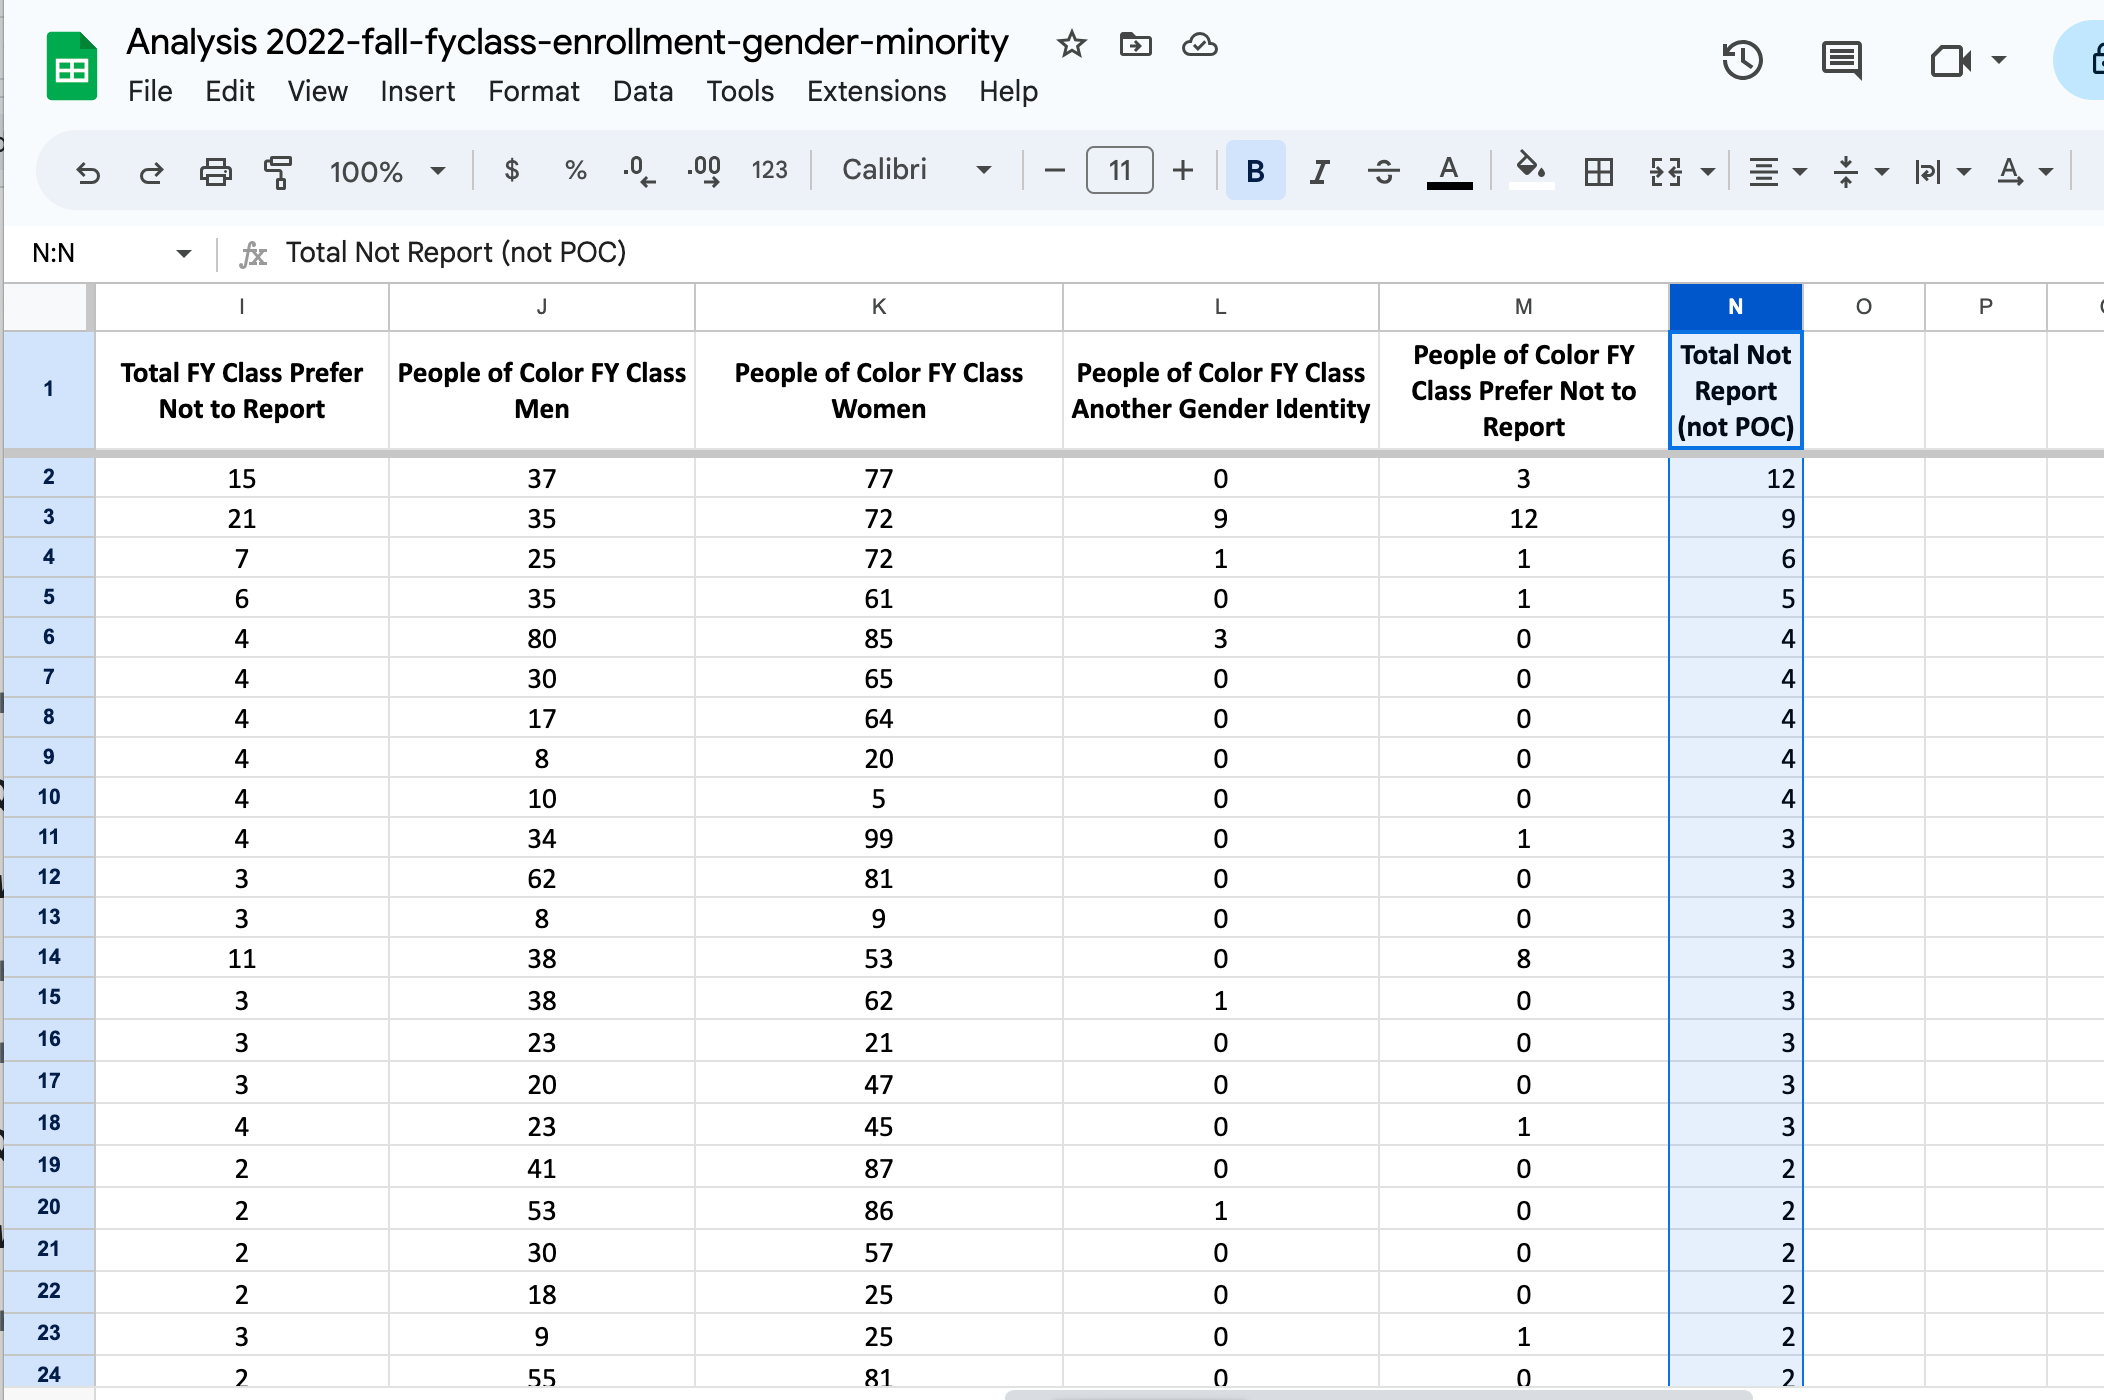 Analysis 2022-fall-fyclass-enrollment-gender-minority
File Edit View Insert Format Data Tools Extensions Help
100% $ % .0 .00 123 Calibri 11 B I A A
N:N fx Total Not Report (not POC)
I J K L M N O P
1 Total FY Class Prefer Not to Report People of Color FY Class Men People of Color FY Class Women People of Color FY Class Another Gender Identity People of Color FY Class Prefer Not to Report Total Not Report (not POC)
2 15 37 77 0 3 12
3 21 35 72 9 12 9
4 7 25 72 1 1 6
5 6 35 61 0 1 5
6 4 80 85 3 0 4
7 4 30 65 0 0 4
8 4 17 64 0 0 4
9 4 8 20 0 0 4
10 4 10 5 0 0 4
11 4 34 99 0 1 3
12 3 62 81 0 0 3
13 3 8 9 0 0 3
14 11 38 53 0 8 3
15 3 38 62 1 0 3
16 3 23 21 0 0 3
17 3 20 47 0 0 3
18 4 23 45 0 1 3
19 2 41 87 0 0 2
20 2 53 86 1 0 2
21 2 30 57 0 0 2
22 2 18 25 0 0 2
23 3 9 25 0 1 2
24 2 55 81 0 0 2